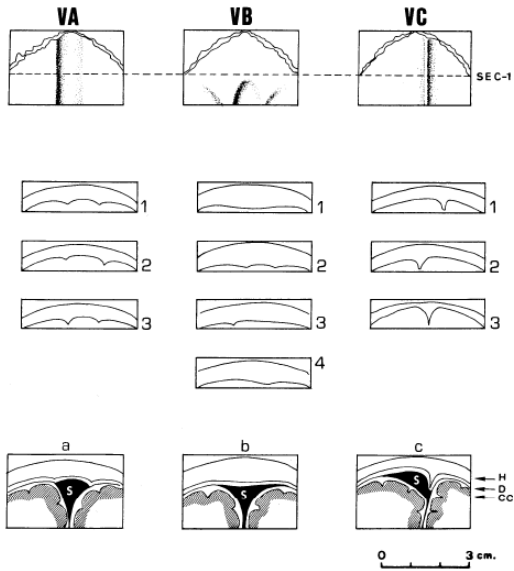 VA VB VC
SEC-1
1 1 1
2 2 2
3 3 3
4
a b c
S S S
H
D
CC
0 3 cm.